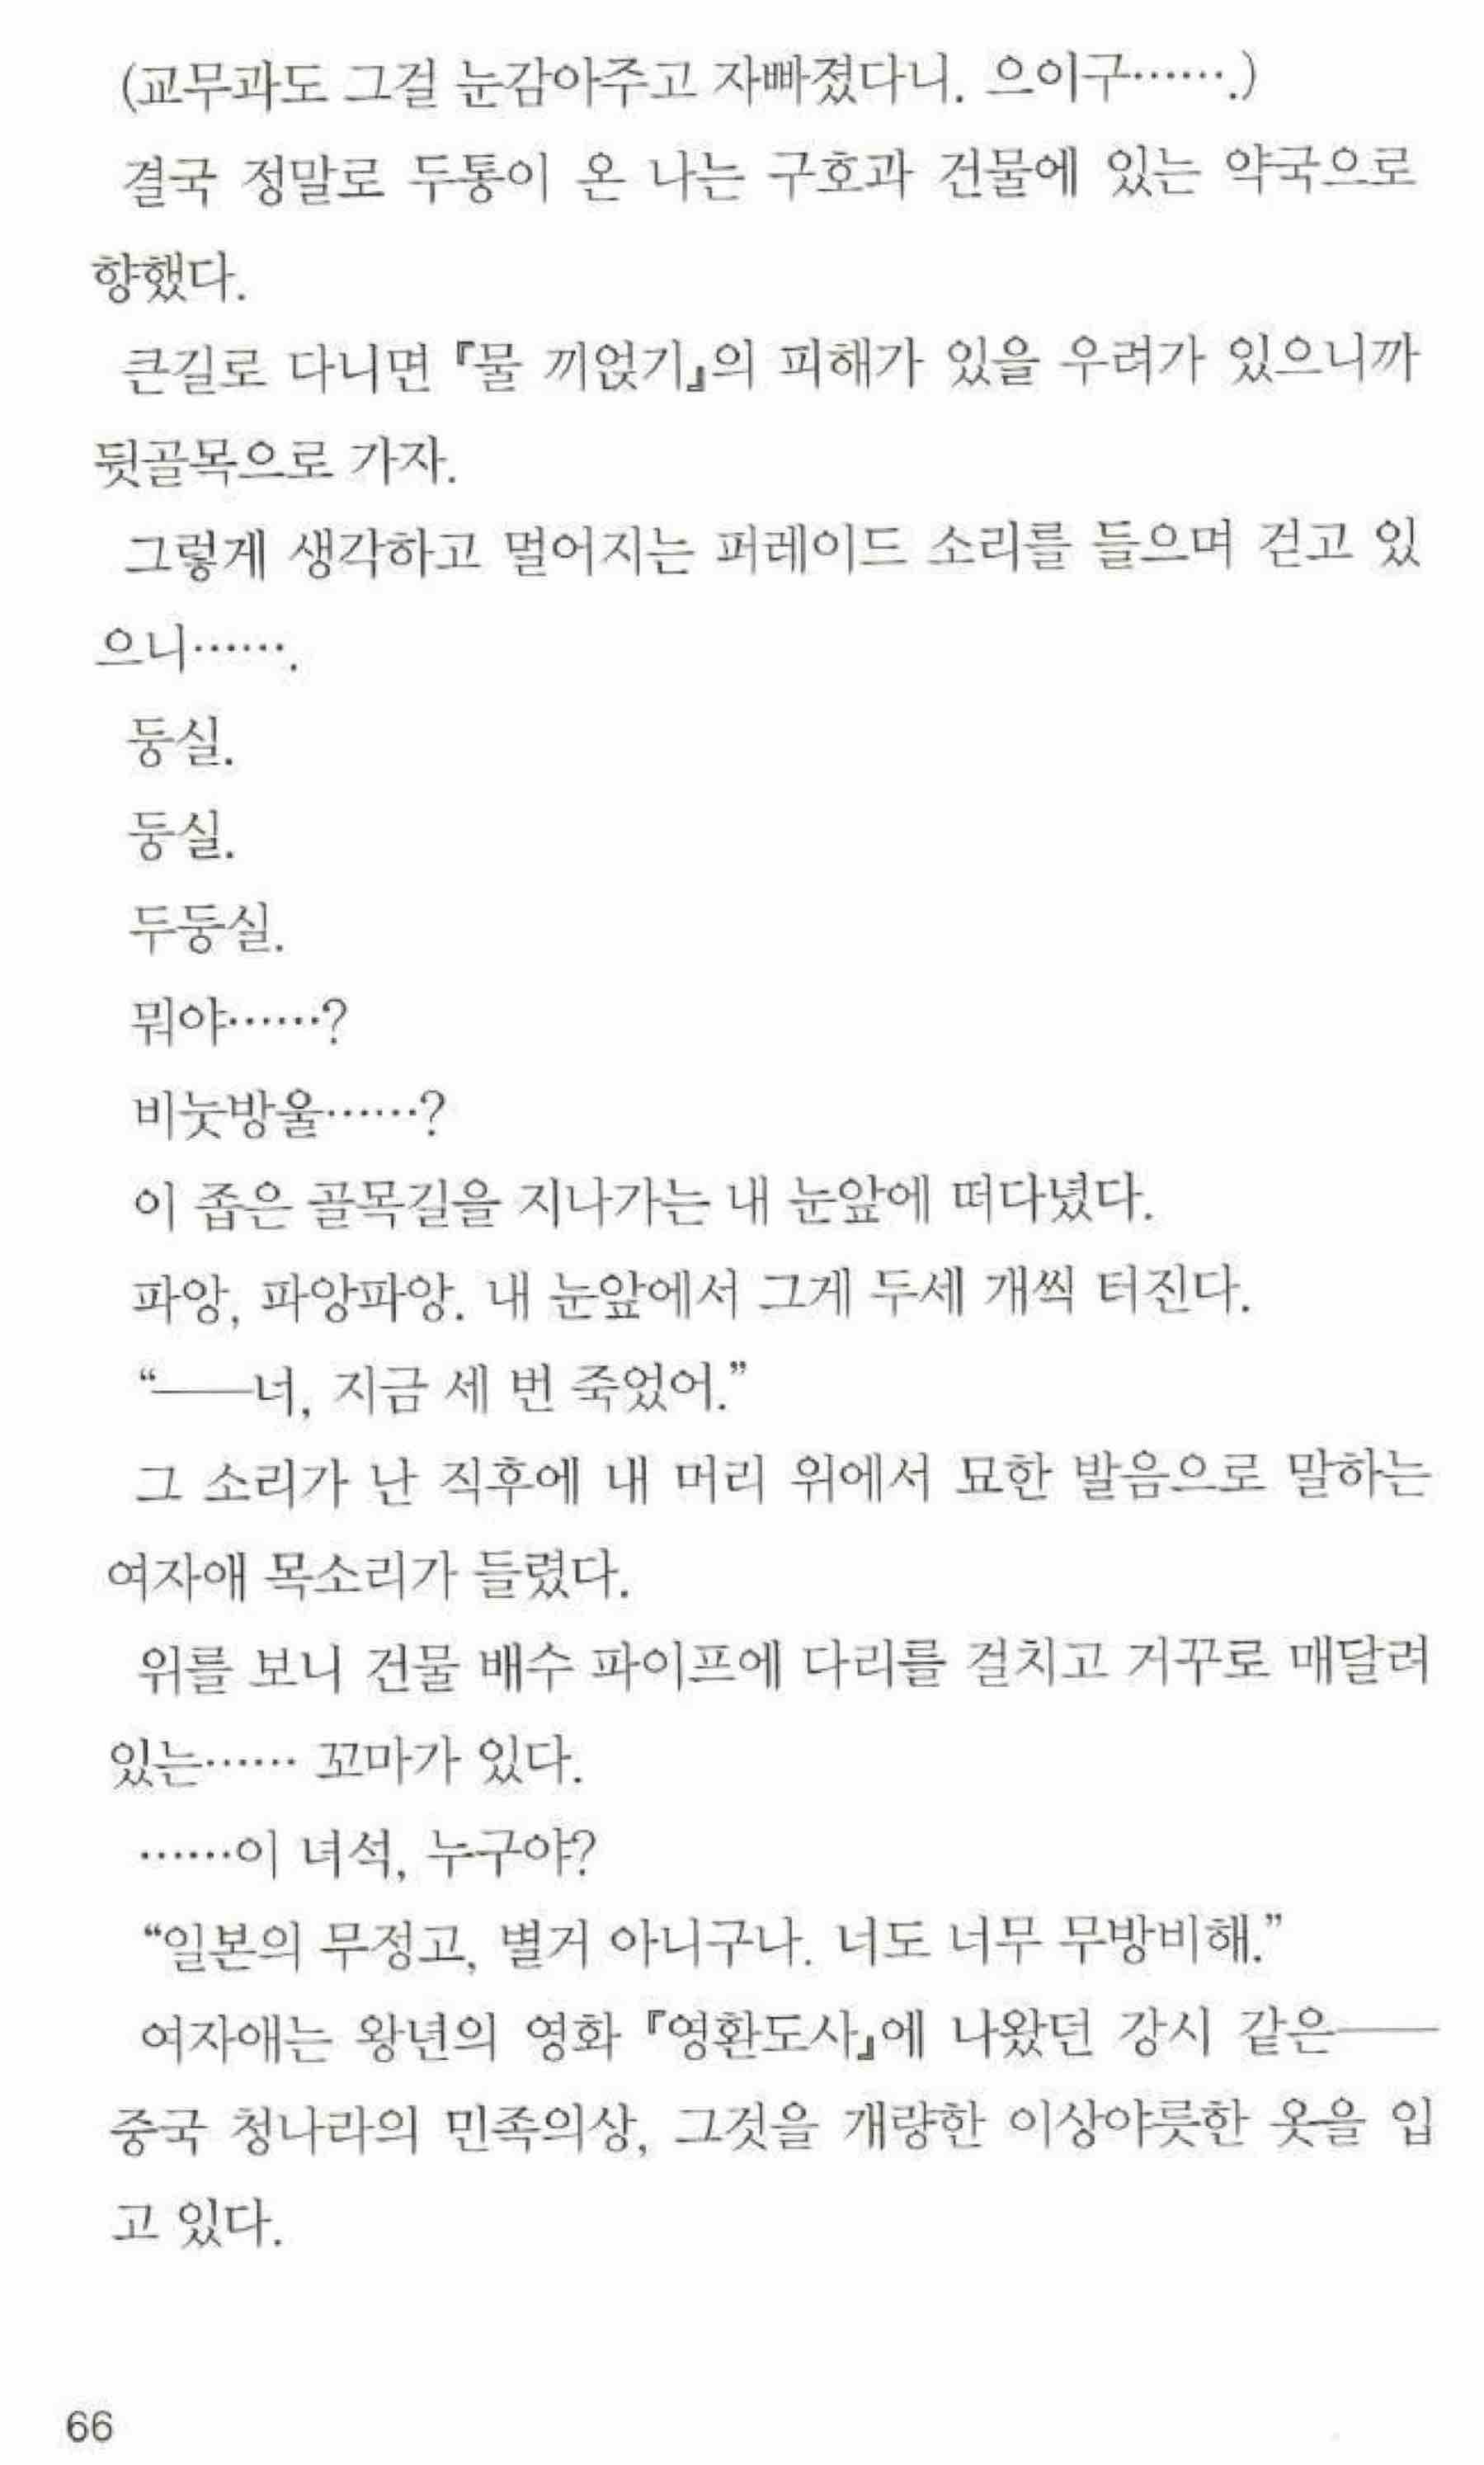 (교무과도 그걸 눈감아주고 자빠졌다니. 으이구…….)
결국 정말로 두통이 온 나는 구호과 건물에 있는 약국으로
향했다.
큰길로 다니면 『물 끼얹기』의 피해가 있을 우려가 있으니까
뒷골목으로 가자.
그렇게 생각하고 멀어지는 퍼레이드 소리를 들으며 걷고 있
으니…….
둥실.
둥실.
두둥실.
뭐야……?
비눗방울……?
이 좁은 골목길을 지나가는 내 눈앞에 떠다녔다.
파앙, 파앙파앙. 내 눈앞에서 그게 두세 개씩 터진다.
“──너, 지금 세 번 죽었어.”
그 소리가 난 직후에 내 머리 위에서 묘한 발음으로 말하는
여자애 목소리가 들렸다.
위를 보니 건물 배수 파이프에 다리를 걸치고 거꾸로 매달려
있는…… 꼬마가 있다.
……이 녀석, 누구야?
“일본의 무정고, 별거 아니구나. 너도 너무 무방비해.”
여자애는 왕년의 영화 『영환도사』에 나왔던 강시 같은──
중국 청나라의 민족의상, 그것을 개량한 이상야릇한 옷을 입
고 있다.
66